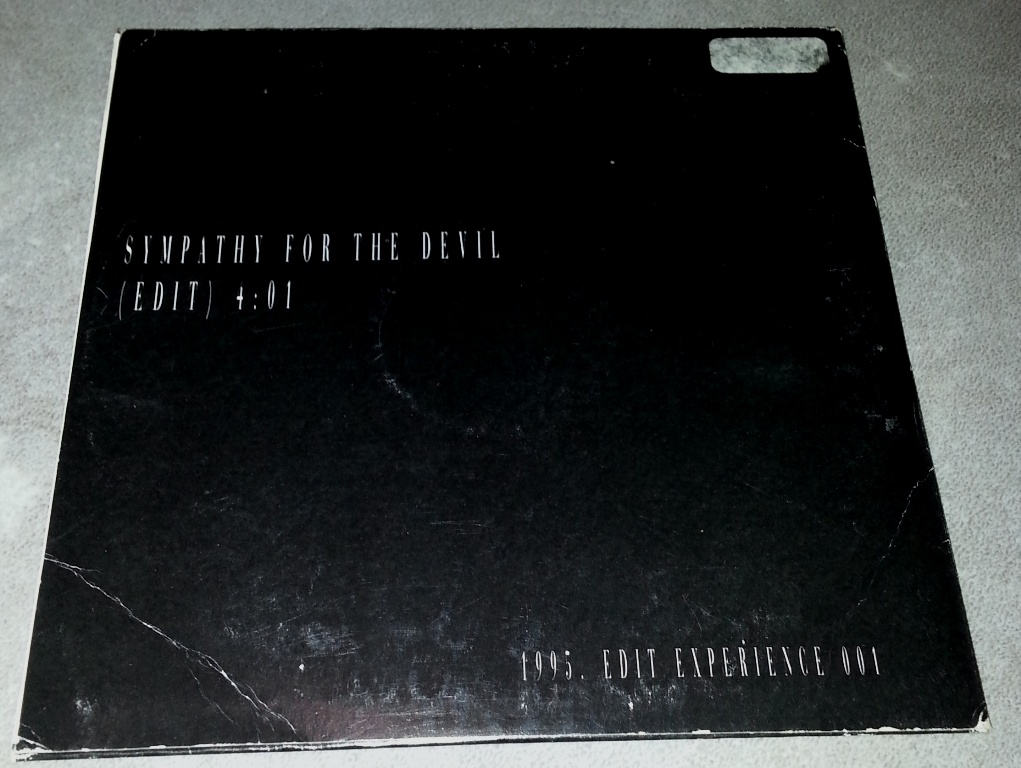 SYMPATHY FOR THE DEVIL
(EDIT) 4:01
1995. EDIT EXPERIENCE 001